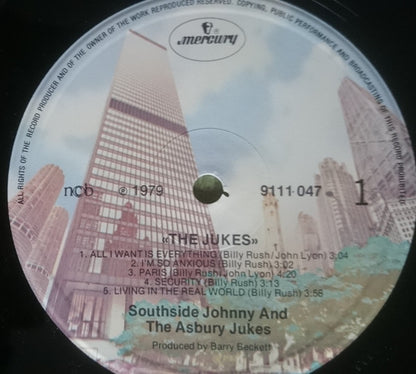 ALL RIGHTS OF THE RECORD PRODUCER AND OF THE OWNER OF THE WORK REPRODUCED RESERVED. COPYING, PUBLIC PERFORMANCE AND BROADCASTING OF THIS RECORD PROHIBITED
mercury
ncb ℗ 1979 9111 047 1
«THE JUKES»
1. ALL I WANT IS EVERYTHING (Billy Rush/John Lyon) 3:04
2. I'M SO ANXIOUS (Billy Rush) 3:02
3. PARIS (Billy Rush/John Lyon) 4:20
4. SECURITY (Billy Rush) 3:13
5. LIVING IN THE REAL WORLD (Billy Rush) 3:56
Southside Johnny And
The Asbury Jukes
Produced by Barry Beckett